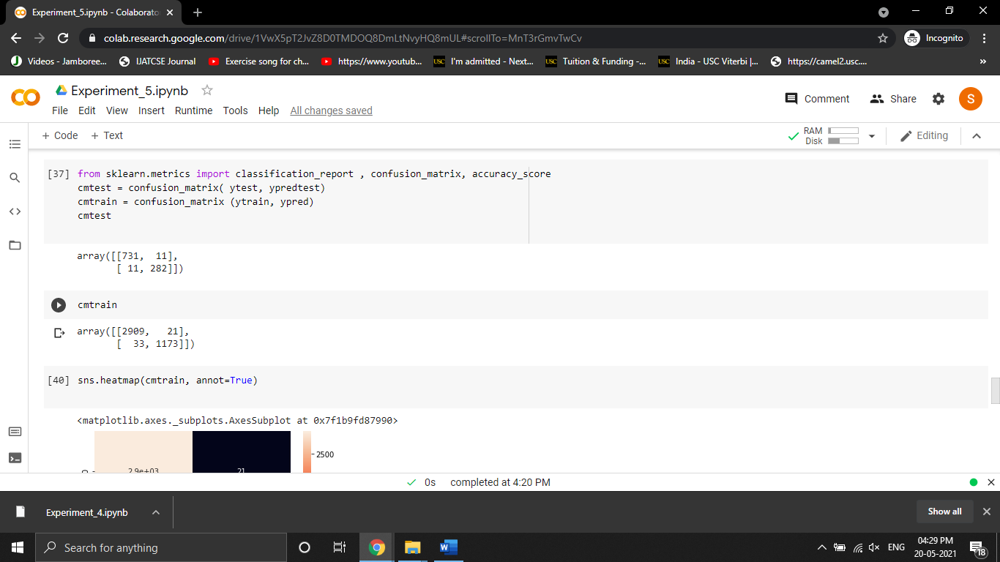 Experiment_5.ipynb - Colaborato
colab.research.google.com/drive/1VwX5pT2JvZ8D0TMDOQ8DmLtNvyHQ8mUL#scrollTo=MnT3rGmvTwCv
Incognito
Videos - Jamboree...
IJATCSE Journal
Exercise song for ch...
https://www.youtub...
USC
I'm admitted - Next...
USC
Tuition & Funding -...
USC
India - USC Viterbi |...
https://camel2.usc....
»
Experiment_5.ipynb
Comment
Share
S
File Edit View Insert Runtime Tools Help All changes saved
+ Code + Text
RAM
Disk
Editing
[37] from sklearn.metrics import classification_report , confusion_matrix, accuracy_score
cmtest = confusion_matrix( ytest, ypredtest)
cmtrain = confusion_matrix (ytrain, ypred)
cmtest
array([[731, 11],
[ 11, 282]])
cmtrain
array([[2909, 21],
[ 33, 1173]])
[40] sns.heatmap(cmtrain, annot=True)
<matplotlib.axes._subplots.AxesSubplot at 0x7f1b9fd87990>
2500
2.9e+03 21
0s completed at 4:20 PM
Experiment_4.ipynb
Show all
Search for anything
W
ENG
04:29 PM
20-05-2021
18